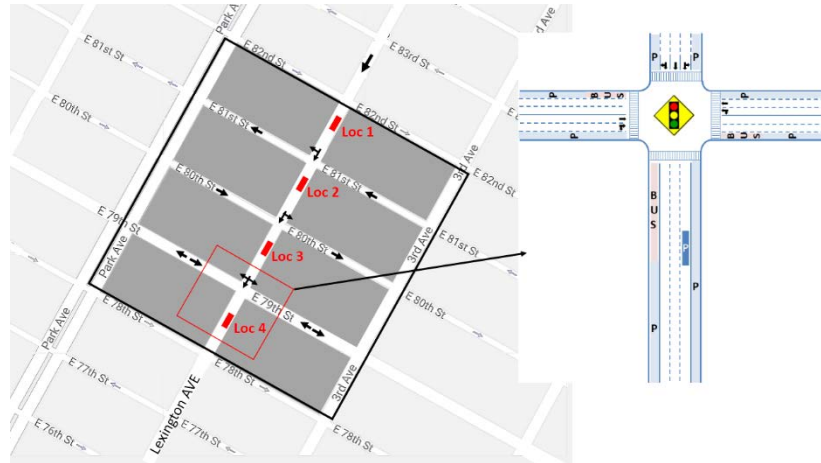 Park Ave
3rd Ave
E 81st St
E 82nd St
E 83rd St
E 80th St
E 81st St
E 82nd St
Loc 1
E 79th St
E 80th St
Loc 2
E 81st St
3rd Ave
E 82nd St
Park Ave
Loc 3
E 80th St
3rd Ave
E 81st St
E 78th St
Loc 4
E 79th St
E 80th St
Park Ave
E 77th St
E 78th St
3rd Ave
E 76th St
Lexington AVE
E 77th St
E 78th St
P
P
P
BUS
P
P
BUS
P
BUS
P
P
P